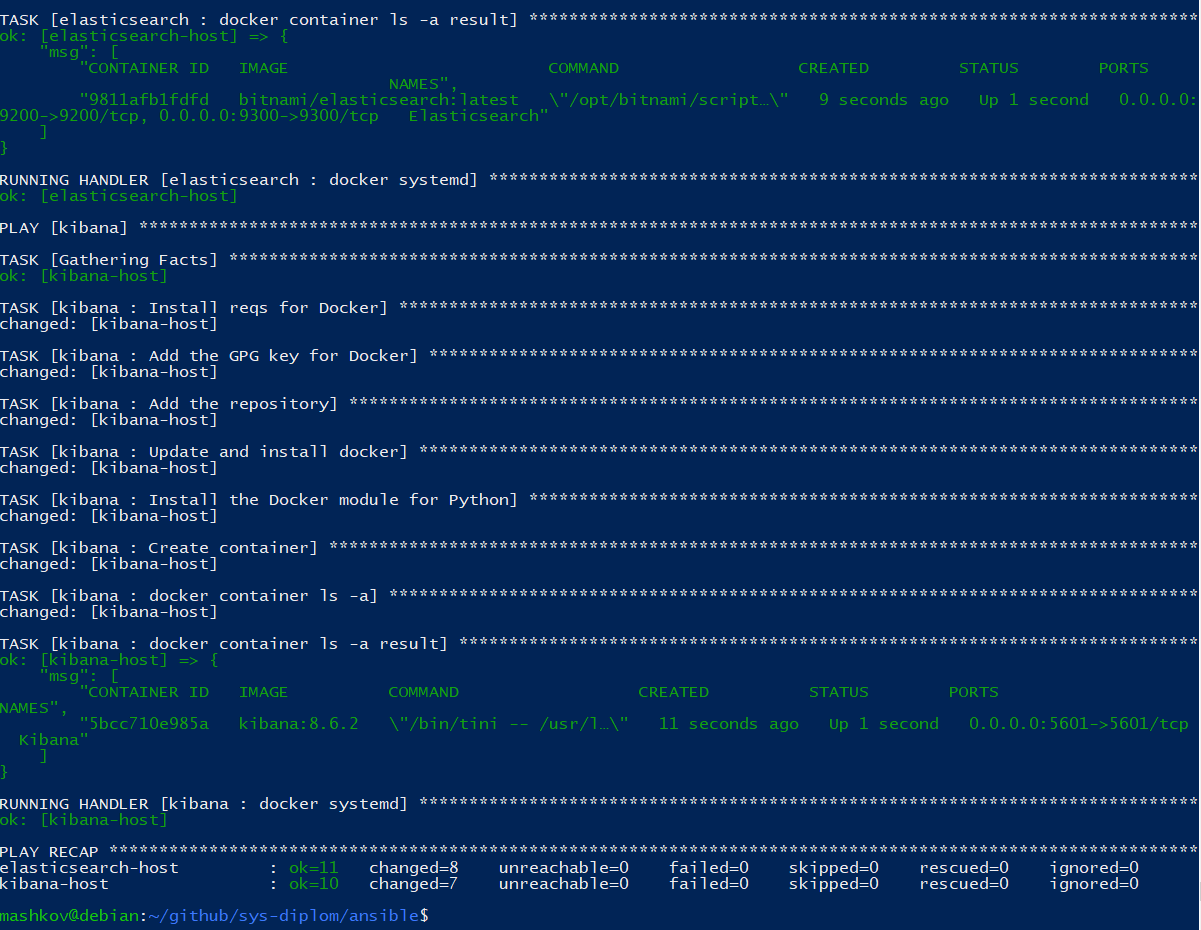 TASK [elasticsearch : docker container ls -a result] *******************************************************************
ok: [elasticsearch-host] => {
    "msg": [
        "CONTAINER ID   IMAGE                          COMMAND                  CREATED         STATUS        PORTS
                                       NAMES",
        "9811afb1fdfd   bitnami/elasticsearch:latest   \"/opt/bitnami/script…\"   9 seconds ago   Up 1 second   0.0.0.0:
9200->9200/tcp, 0.0.0.0:9300->9300/tcp   Elasticsearch"
    ]
}
RUNNING HANDLER [elasticsearch : docker systemd] ***********************************************************************
ok: [elasticsearch-host]
PLAY [kibana] **********************************************************************************************************
TASK [Gathering Facts] *************************************************************************************************
ok: [kibana-host]
TASK [kibana : Install reqs for Docker] ********************************************************************************
changed: [kibana-host]
TASK [kibana : Add the GPG key for Docker] *****************************************************************************
changed: [kibana-host]
TASK [kibana : Add the repository] *************************************************************************************
changed: [kibana-host]
TASK [kibana : Update and install docker] ******************************************************************************
changed: [kibana-host]
TASK [kibana : Install the Docker module for Python] *******************************************************************
changed: [kibana-host]
TASK [kibana : Create container] ***************************************************************************************
changed: [kibana-host]
TASK [kibana : docker container ls -a] *********************************************************************************
changed: [kibana-host]
TASK [kibana : docker container ls -a result] **************************************************************************
ok: [kibana-host] => {
    "msg": [
        "CONTAINER ID   IMAGE          COMMAND                  CREATED          STATUS        PORTS
NAMES",
        "5bcc710e985a   kibana:8.6.2   \"/bin/tini -- /usr/l…\"   11 seconds ago   Up 1 second   0.0.0.0:5601->5601/tcp
  Kibana"
    ]
}
RUNNING HANDLER [kibana : docker systemd] ******************************************************************************
ok: [kibana-host]
PLAY RECAP *************************************************************************************************************
elasticsearch-host         : ok=11   changed=8    unreachable=0    failed=0    skipped=0    rescued=0    ignored=0
kibana-host                : ok=10   changed=7    unreachable=0    failed=0    skipped=0    rescued=0    ignored=0
mashkov@debian:~/github/sys-diplom/ansible$